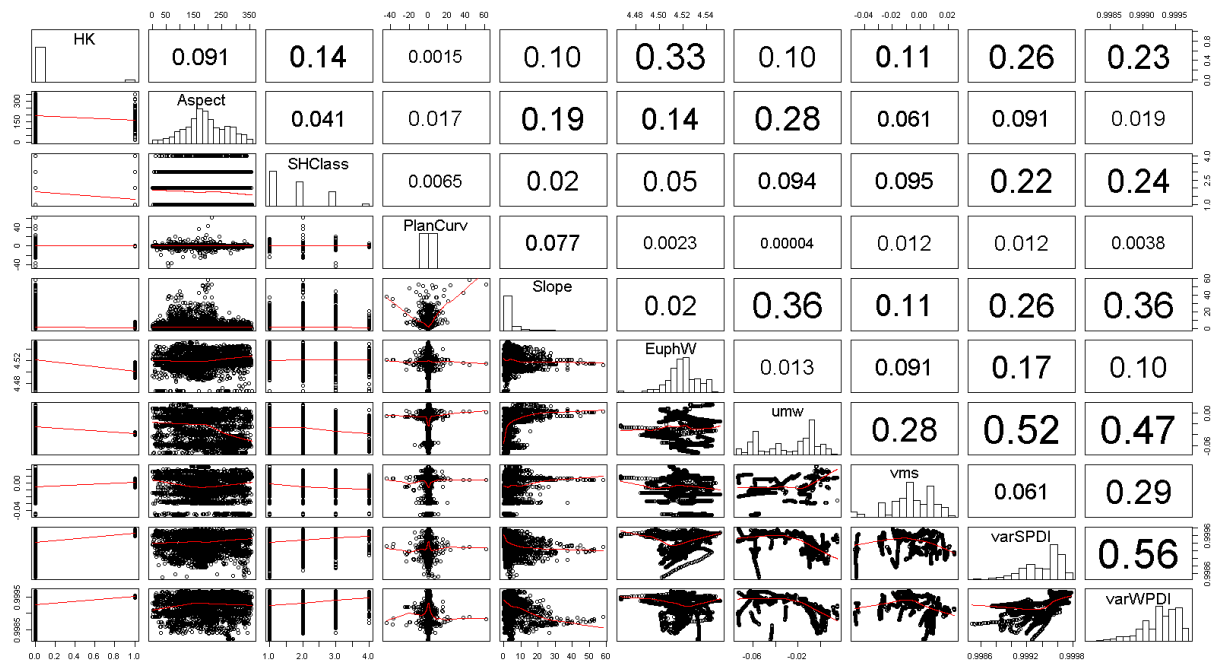 0 50 150 250 350 -40 -20 0 20 40 60 4.48 4.50 4.52 4.54 -0.04 -0.02 0.00 0.02 0.9985 0.9990 0.9995
HK 0.091 0.14 0.0015 0.10 0.33 0.10 0.11 0.26 0.23 0.0 0.4 0.8
0 150 300 Aspect 0.041 0.017 0.19 0.14 0.28 0.061 0.091 0.019
SHClass 0.0065 0.02 0.05 0.094 0.095 0.22 0.24 1.0 2.5 4.0
-40 0 40 PlanCurv 0.077 0.0023 0.00004 0.012 0.012 0.0038
Slope 0.02 0.36 0.11 0.26 0.36 0 20 40 60
4.48 4.52 EuphW 0.013 0.091 0.17 0.10
umw 0.28 0.52 0.47 -0.06 0.00
-0.04 0.00 vms 0.061 0.29
varSPDI 0.56 0.9986 0.9996
0.9985 0.9995 varWPDI
0.0 0.2 0.4 0.6 0.8 1.0 1.0 2.0 3.0 4.0 0 10 20 30 40 50 60 -0.06 -0.02 0.9986 0.9992 0.9998